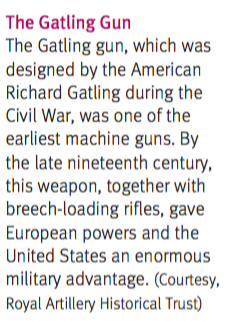 The Gatling Gun
The Gatling gun, which was
designed by the American
Richard Gatling during the
Civil War, was one of the
earliest machine guns. By
the late nineteenth century,
this weapon, together with
breech-loading rifles, gave
European powers and the
United States an enormous
military advantage. (Courtesy,
Royal Artillery Historical Trust)